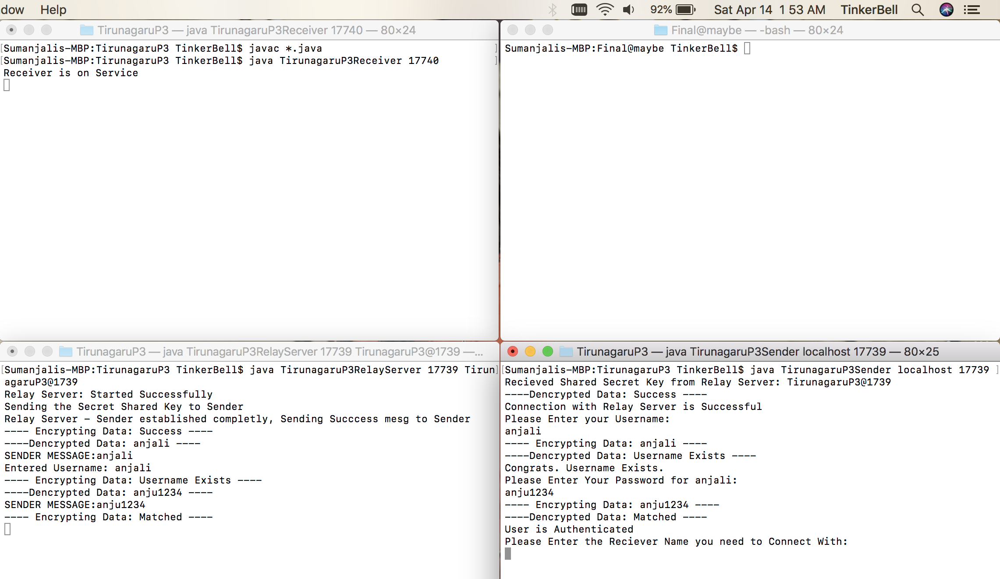 dow Help 92% Sat Apr 14 1 53 AM TinkerBell
TirunagaruP3 — java TirunagaruP3Receiver 17740 — 80×24
[Sumanjalis-MBP:TirunagaruP3 TinkerBell$ javac *.java ]
[Sumanjalis-MBP:TirunagaruP3 TinkerBell$ java TirunagaruP3Receiver 17740 ]
Receiver is on Service
Final@maybe — -bash — 80×24
Sumanjalis-MBP:Final@maybe TinkerBell$
TirunagaruP3 — java TirunagaruP3RelayServer 17739 TirunagaruP3@1739 —...
[Sumanjalis-MBP:TirunagaruP3 TinkerBell$ java TirunagaruP3RelayServer 17739 Tirun]
agaruP3@1739
Relay Server: Started Successfully
Sending the Secret Shared Key to Sender
Relay Server - Sender established completly, Sending Succcess mesg to Sender
---- Encrypting Data: Success ----
----Dencrypted Data: anjali ----
SENDER MESSAGE:anjali
Entered Username: anjali
---- Encrypting Data: Username Exists ----
----Dencrypted Data: anju1234 ----
SENDER MESSAGE:anju1234
---- Encrypting Data: Matched ----
TirunagaruP3 — java TirunagaruP3Sender localhost 17739 — 80×25
[Sumanjalis-MBP:TirunagaruP3 TinkerBell$ java TirunagaruP3Sender localhost 17739 ]
Recieved Shared Secret Key from Relay Server: TirunagaruP3@1739
----Dencrypted Data: Success ----
Connection with Relay Server is Successful
Please Enter your Username:
anjali
---- Encrypting Data: anjali ----
----Dencrypted Data: Username Exists ----
Congrats. Username Exists.
Please Enter Your Password for anjali:
anju1234
---- Encrypting Data: anju1234 ----
----Dencrypted Data: Matched ----
User is Authenticated
Please Enter the Reciever Name you need to Connect With: